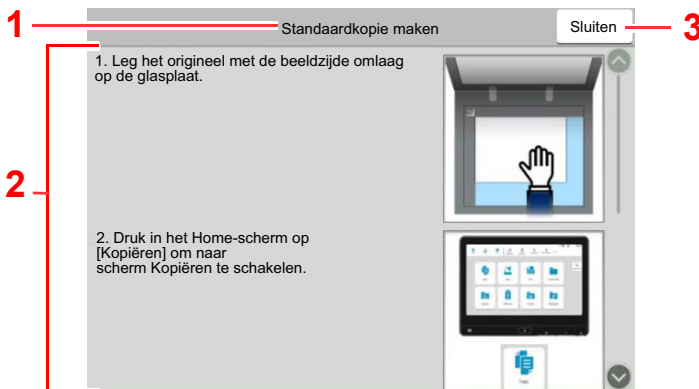 1
Standaardkopie maken
Sluiten
3
2
1. Leg het origineel met de beeldzijde omlaag
op de glasplaat.
2. Druk in het Home-scherm op
[Kopiëren] om naar
scherm Kopiëren te schakelen.